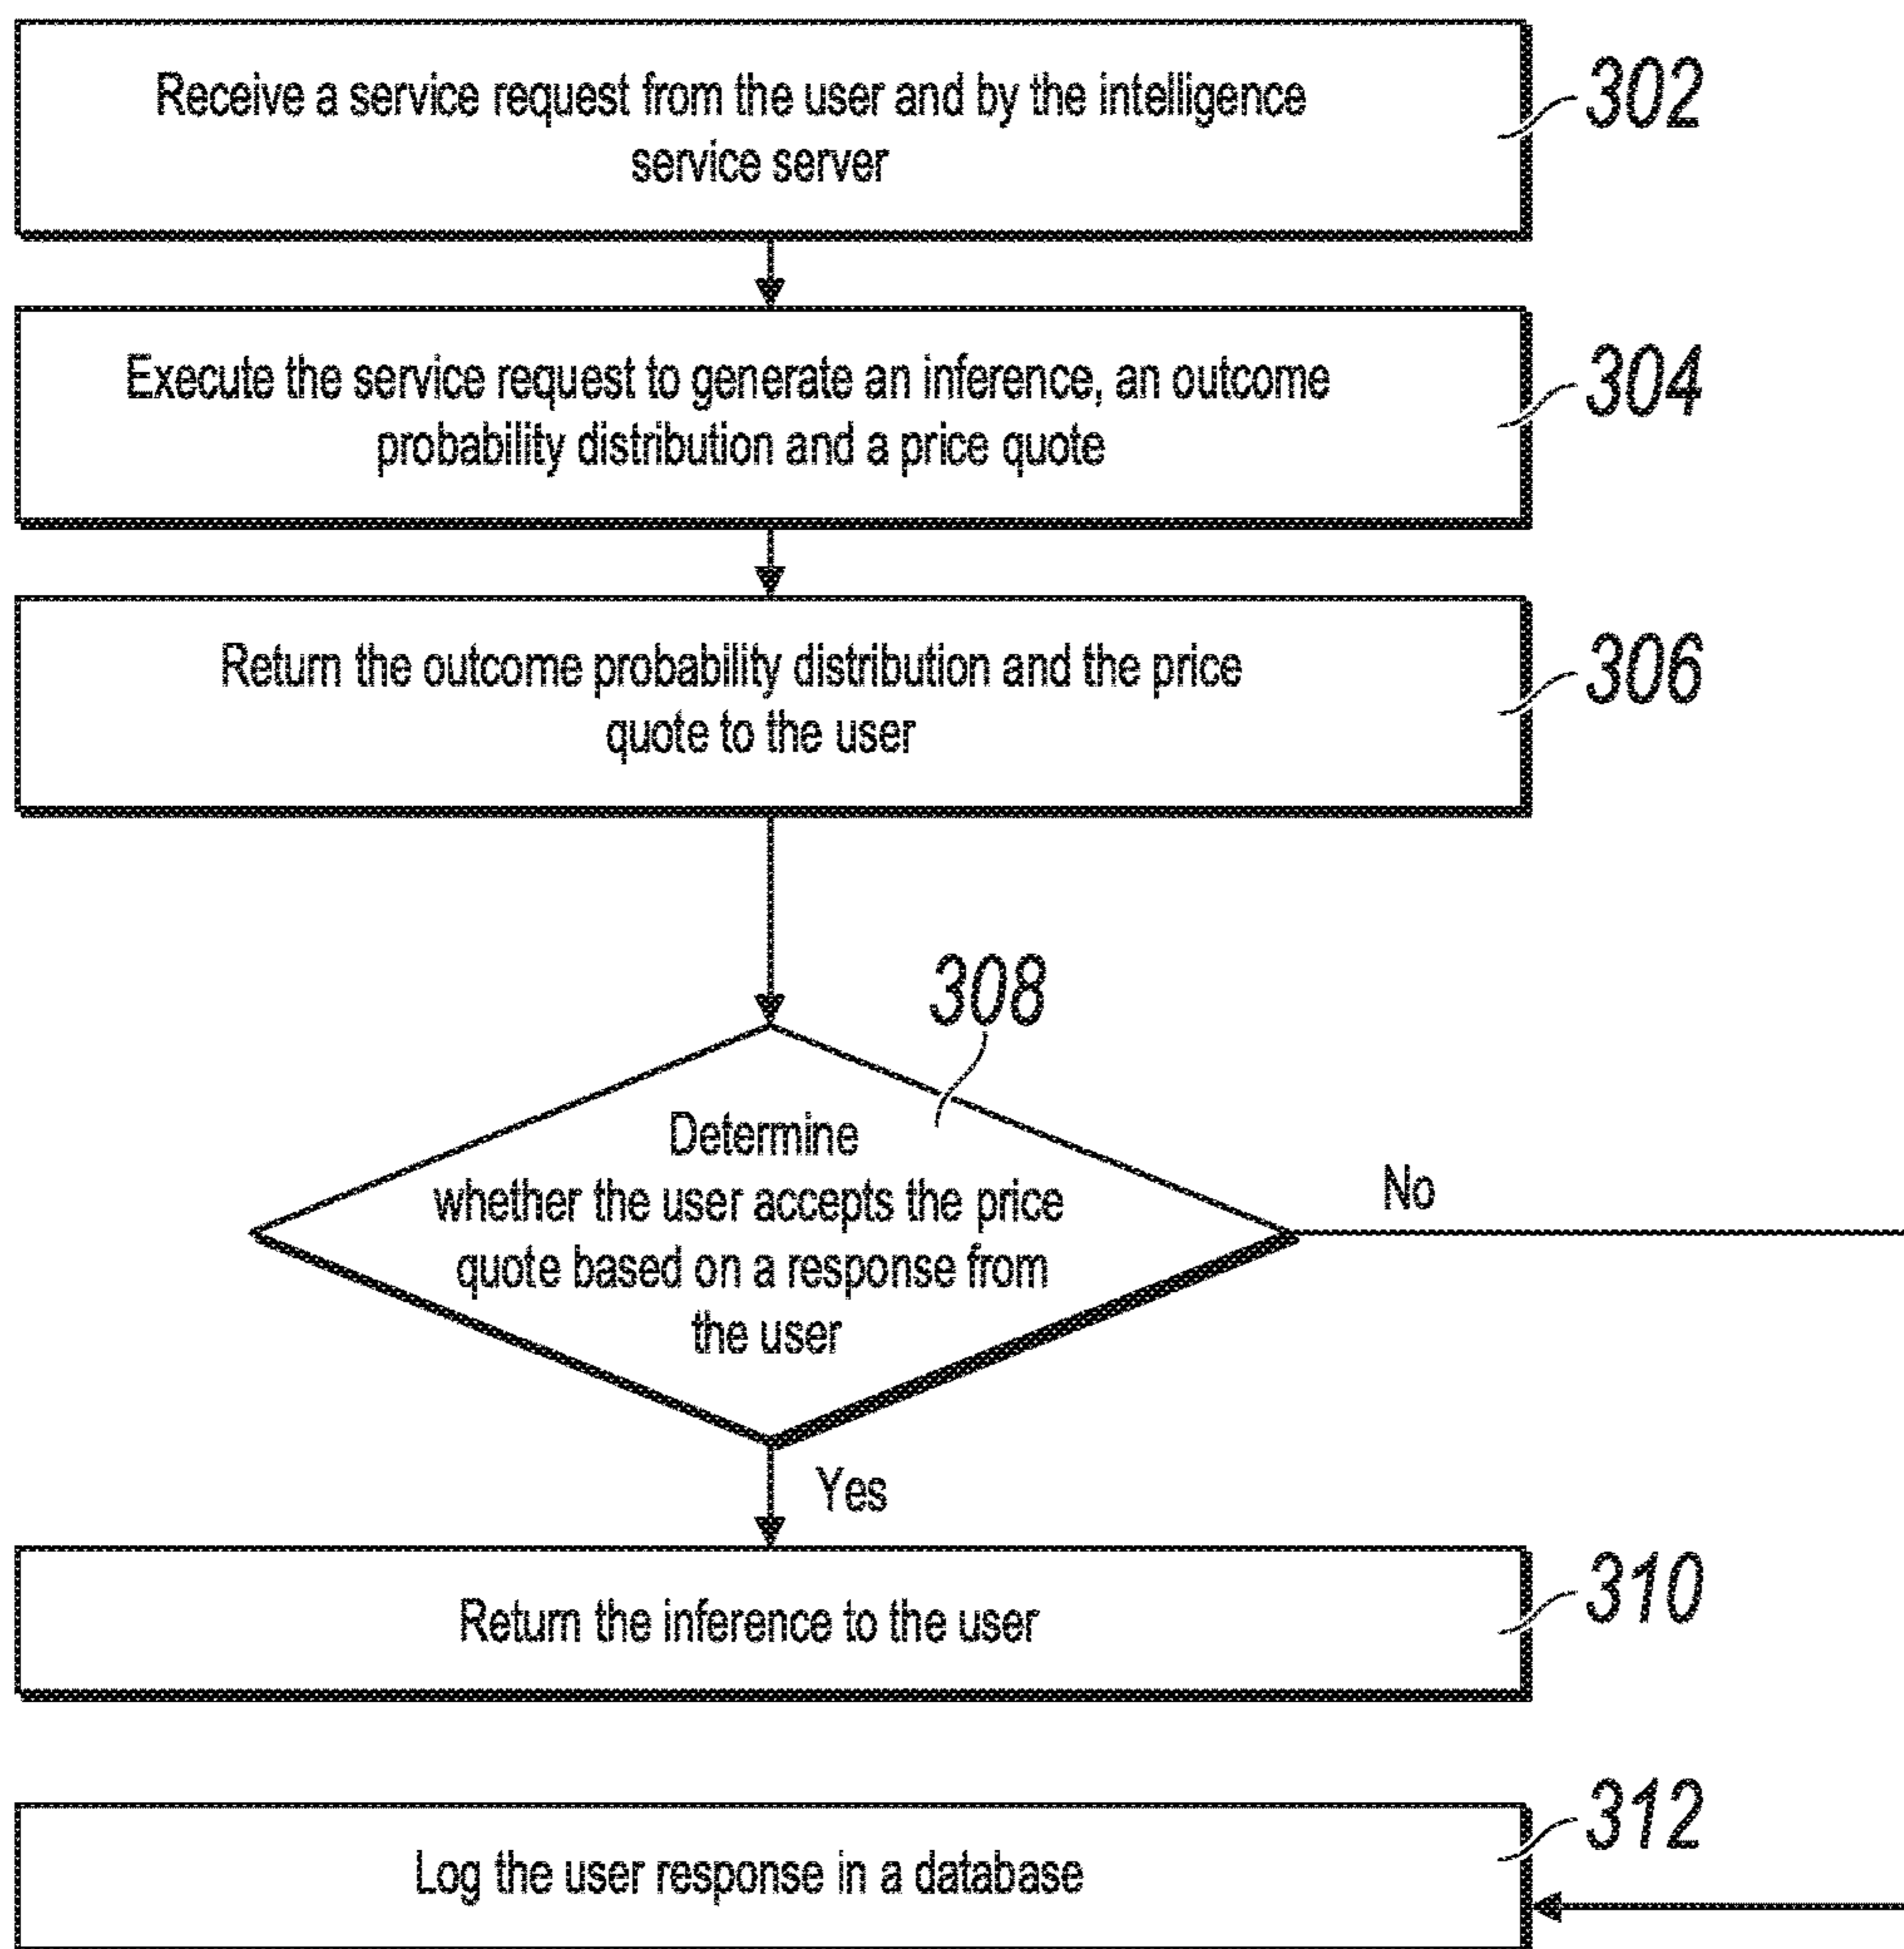 Receive a service request from the user and by the intelligence
service server
302
Execute the service request to generate an inference, an outcome
probability distribution and a price quote
304
Return the outcome probability distribution and the price
quote to the user
306
308
Determine
whether the user accepts the price
quote based on a response from
the user
No
Yes
Return the inference to the user
310
Log the user response in a database
312